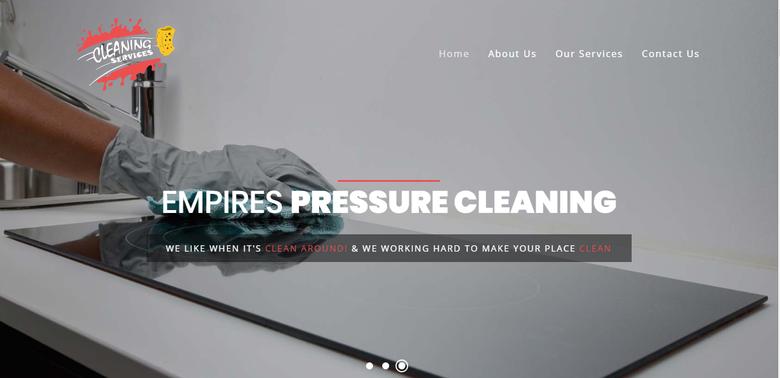 CLEANING
SERVICES
Home About Us Our Services Contact Us
EMPIRES PRESSURE CLEANING
WE LIKE WHEN IT'S CLEAN AROUND! & WE WORKING HARD TO MAKE YOUR PLACE CLEAN